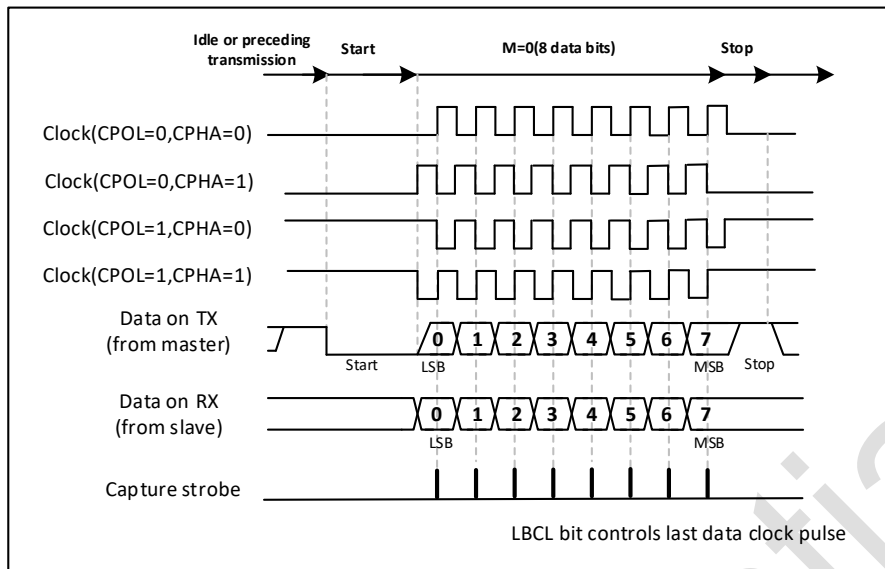 Idle or preceding
transmission
Start
M=0(8 data bits)
Stop
Clock(CPOL=0,CPHA=0)
Clock(CPOL=0,CPHA=1)
Clock(CPOL=1,CPHA=0)
Clock(CPOL=1,CPHA=1)
Data on TX
(from master)
0 1 2 3 4 5 6 7
Start
LSB
MSB
Stop
Data on RX
(from slave)
0 1 2 3 4 5 6 7
LSB
MSB
Capture strobe
LBCL bit controls last data clock pulse